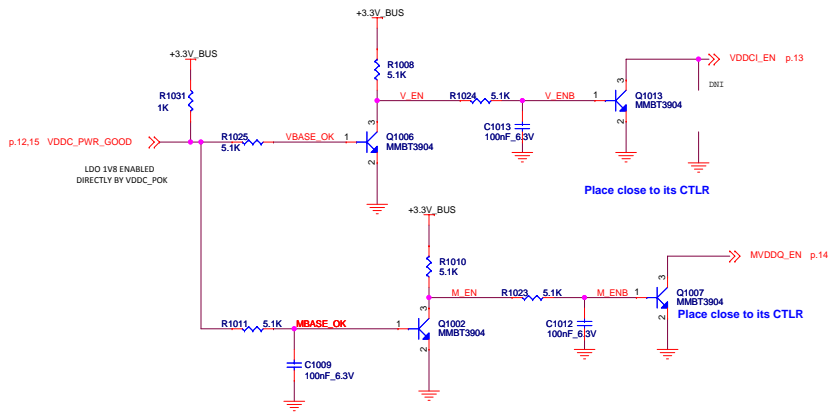 +3.3V_BUS
+3.3V_BUS
R1008
5.1K
R1031
1K
V_EN
R1024 5.1K
V_ENB
1
3
2
Q1013
MMBT3904
VDDCI_EN p.13
DNI
C1013
100nF_6.3V
p.12,15 VDDC_PWR_GOOD
R1025
5.1K
VBASE_OK
1
3
2
Q1006
MMBT3904
LDO 1V8 ENABLED
DIRECTLY BY VDDC_POK
Place close to its CTLR
+3.3V_BUS
R1010
5.1K
M_EN
R1023 5.1K
M_ENB
1
3
2
Q1007
MMBT3904
MVDDQ_EN p.14
Place close to its CTLR
C1012
100nF_6.3V
R1011 5.1K
MBASE_OK
1
3
2
Q1002
MMBT3904
C1009
100nF_6.3V